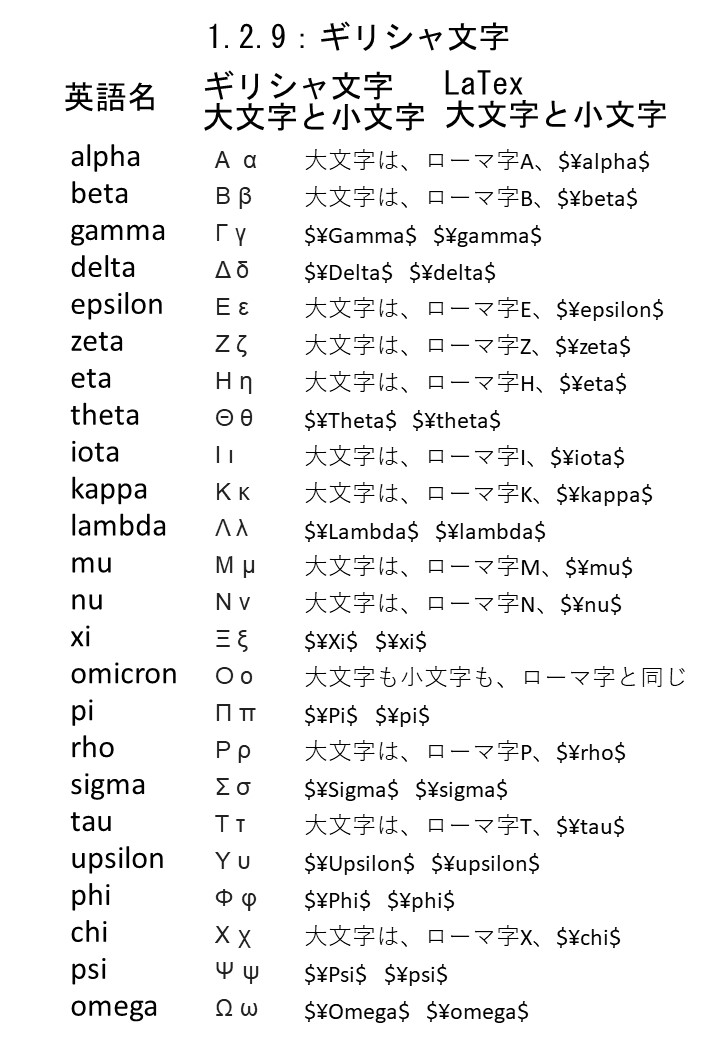 1.2.9：ギリシャ文字
英語名 ギリシャ文字 大文字と小文字 LaTex 大文字と小文字
alpha Α α 大文字は、ローマ字A、$¥alpha$
beta Β β 大文字は、ローマ字B、$¥beta$
gamma Γ γ $¥Gamma$ $¥gamma$
delta Δ δ $¥Delta$ $¥delta$
epsilon Ε ε 大文字は、ローマ字E、$¥epsilon$
zeta Ζ ζ 大文字は、ローマ字Z、$¥zeta$
eta Η η 大文字は、ローマ字H、$¥eta$
theta Θ θ $¥Theta$ $¥theta$
iota Ι ι 大文字は、ローマ字I、$¥iota$
kappa Κ κ 大文字は、ローマ字K、$¥kappa$
lambda Λ λ $¥Lambda$ $¥lambda$
mu Μ μ 大文字は、ローマ字M、$¥mu$
nu Ν ν 大文字は、ローマ字N、$¥nu$
xi Ξ ξ $¥Xi$ $¥xi$
omicron Ο ο 大文字も小文字も、ローマ字と同じ
pi Π π $¥Pi$ $¥pi$
rho Ρ ρ 大文字は、ローマ字P、$¥rho$
sigma Σ σ $¥Sigma$ $¥sigma$
tau Τ τ 大文字は、ローマ字T、$¥tau$
upsilon Υ υ $¥Upsilon$ $¥upsilon$
phi Φ φ $¥Phi$ $¥phi$
chi Χ χ 大文字は、ローマ字X、$¥chi$
psi Ψ ψ $¥Psi$ $¥psi$
omega Ω ω $¥Omega$ $¥omega$